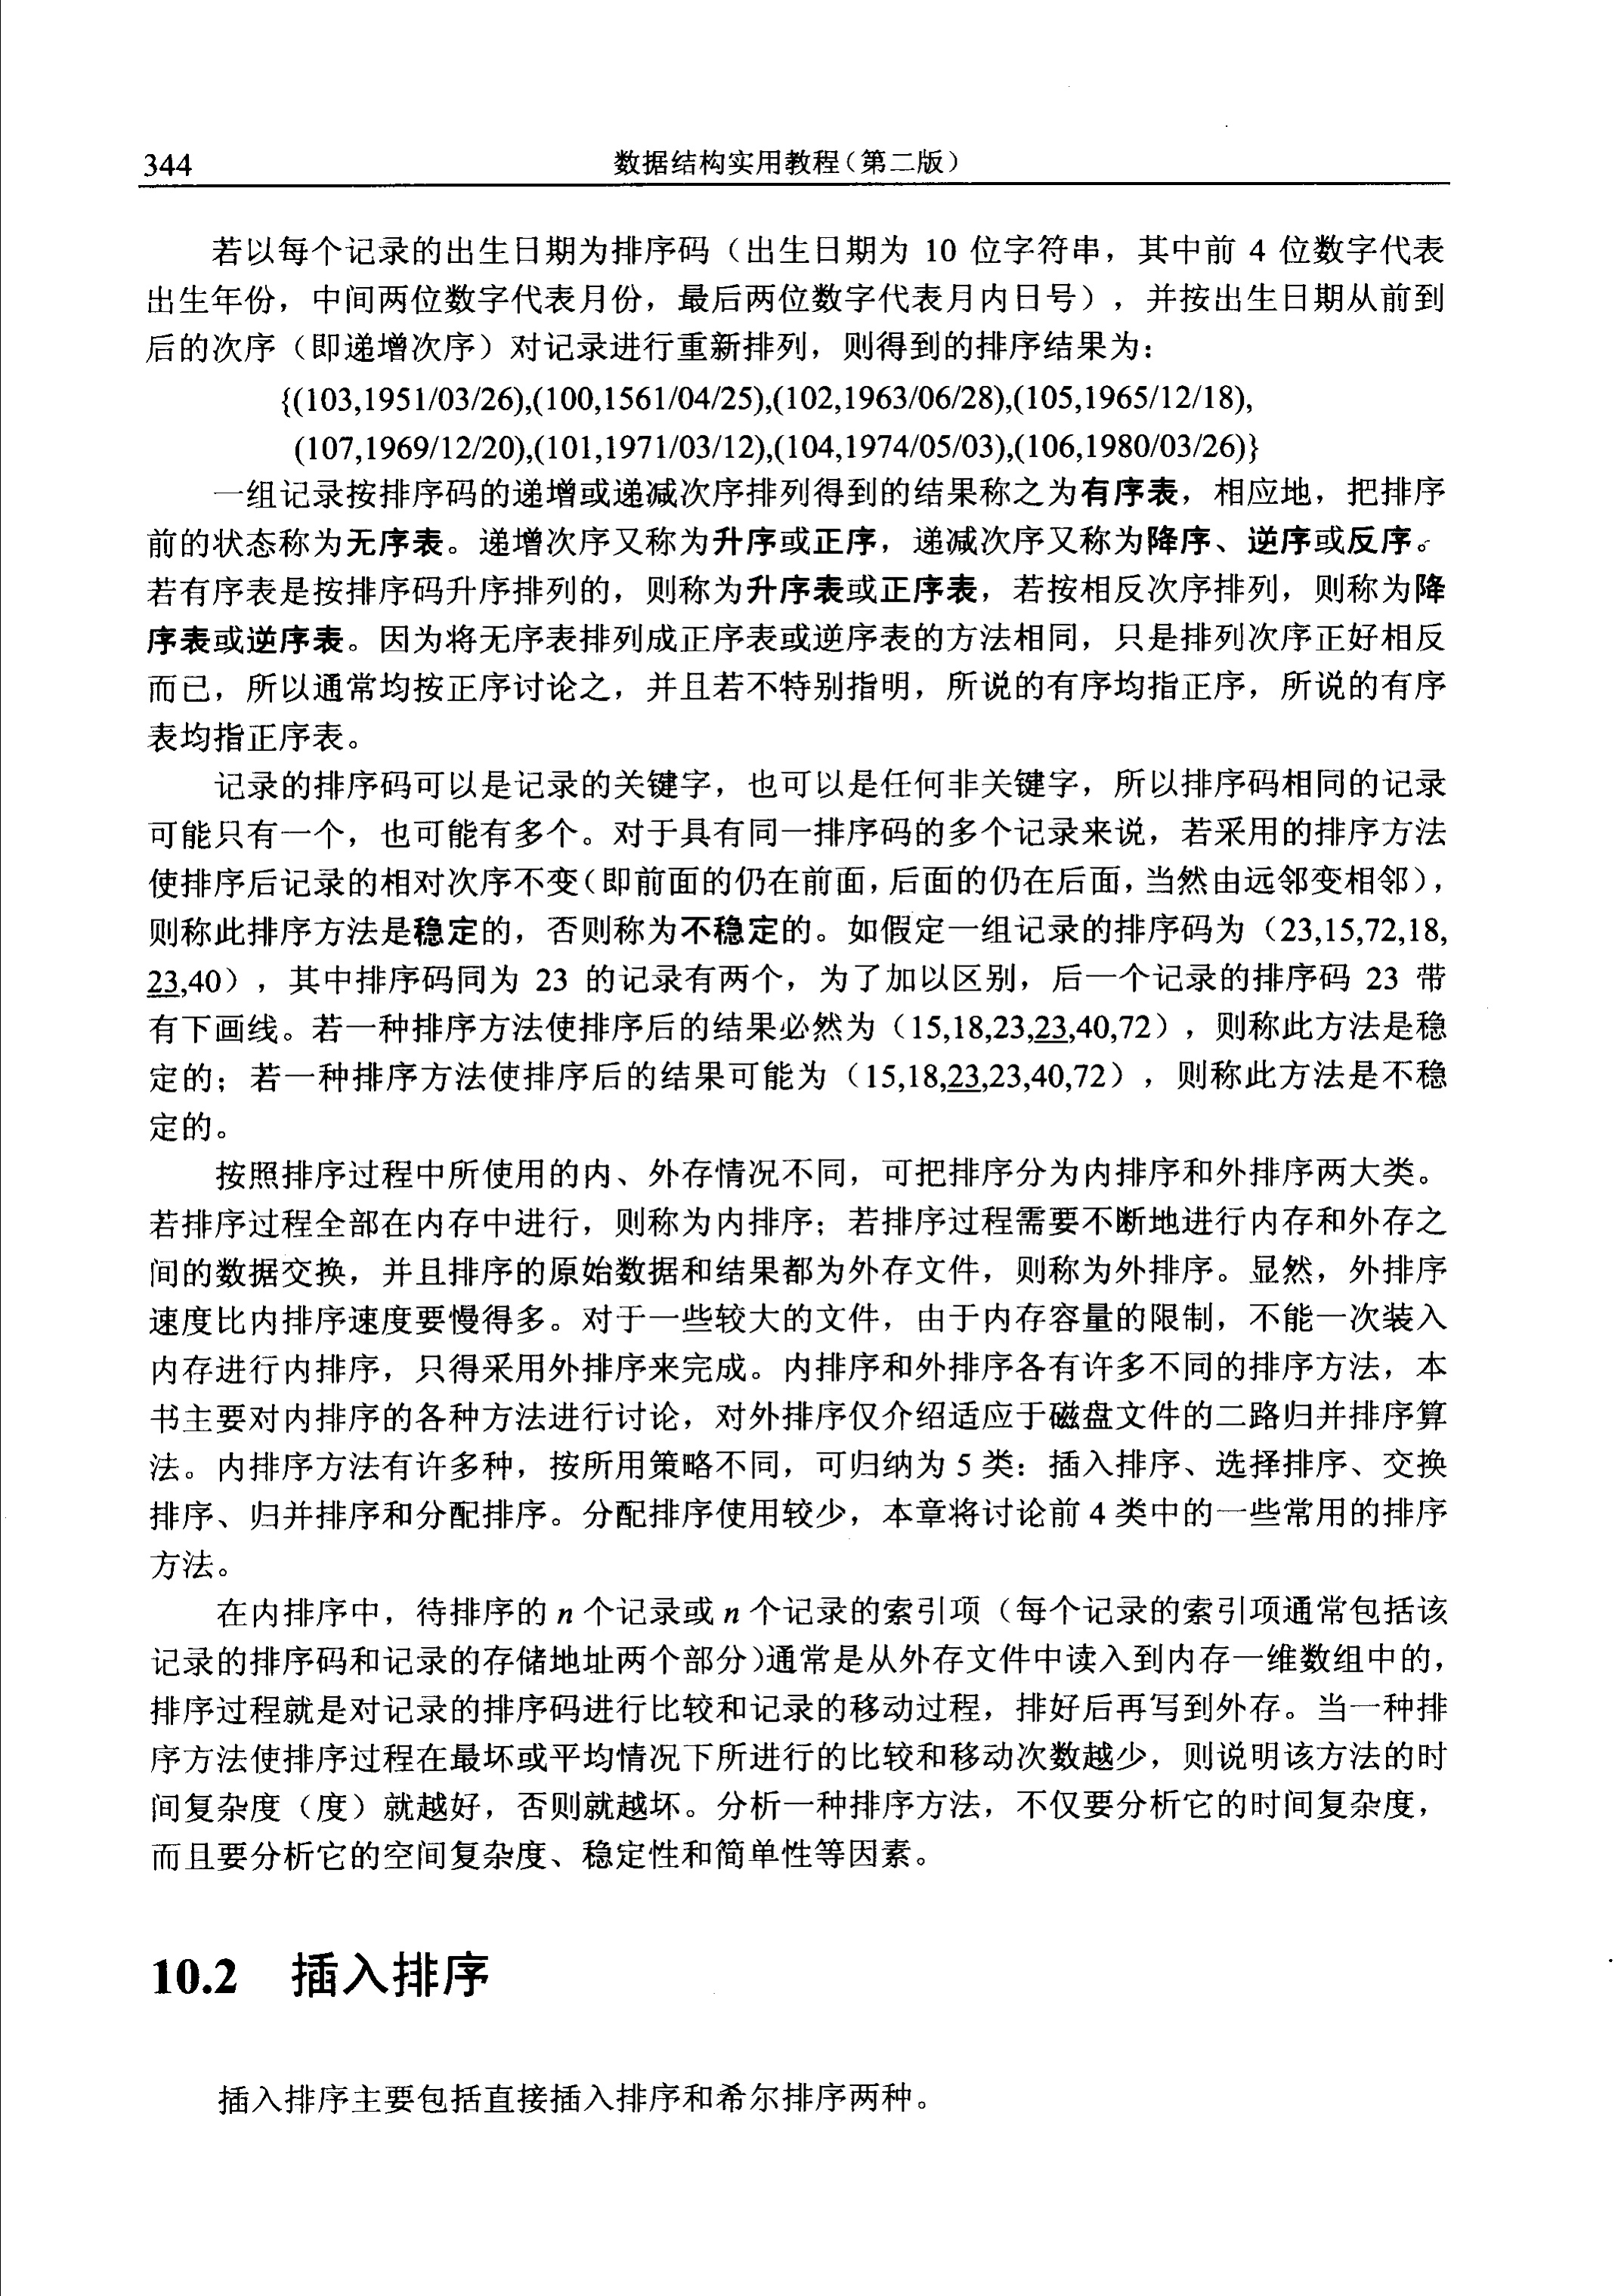 344
数据结构实用教程(第二版)
若以每个记录的出生日期为排序码（出生日期为 10 位字符串，其中前 4 位数字代表
出生年份，中间两位数字代表月份，最后两位数字代表月内日号），并按出生日期从前到
后的次序（即递增次序）对记录进行重新排列，则得到的排序结果为：
{(103,1951/03/26),(100,1561/04/25),(102,1963/06/28),(105,1965/12/18),
(107,1969/12/20),(101,1971/03/12),(104,1974/05/03),(106,1980/03/26)}
一组记录按排序码的递增或递减次序排列得到的结果称之为有序表，相应地，把排序
前的状态称为无序表。递增次序又称为升序或正序，递减次序又称为降序、逆序或反序。
若有序表是按排序码升序排列的，则称为升序表或正序表，若按相反次序排列，则称为降
序表或逆序表。因为将无序表排列成正序表或逆序表的方法相同，只是排列次序正好相反
而已，所以通常均按正序讨论之，并且若不特别指明，所说的有序均指正序，所说的有序
表均指正序表。
记录的排序码可以是记录的关键字，也可以是任何非关键字，所以排序码相同的记录
可能只有一个，也可能有多个。对于具有同一排序码的多个记录来说，若采用的排序方法
使排序后记录的相对次序不变(即前面的仍在前面,后面的仍在后面,当然由远邻变相邻)，
则称此排序方法是稳定的，否则称为不稳定的。如假定一组记录的排序码为（23,15,72,18,
23,40），其中排序码同为 23 的记录有两个，为了加以区别，后一个记录的排序码 23 带
有下画线。若一种排序方法使排序后的结果必然为（15,18,23,23,40,72），则称此方法是稳
定的；若一种排序方法使排序后的结果可能为（15,18,23,23,40,72），则称此方法是不稳
定的。
按照排序过程中所使用的内、外存情况不同，可把排序分为内排序和外排序两大类。
若排序过程全部在内存中进行，则称为内排序；若排序过程需要不断地进行内存和外存之
间的数据交换，并且排序的原始数据和结果都为外存文件，则称为外排序。显然，外排序
速度比内排序速度要慢得多。对于一些较大的文件，由于内存容量的限制，不能一次装入
内存进行内排序，只得采用外排序来完成。内排序和外排序各有许多不同的排序方法，本
书主要对内排序的各种方法进行讨论，对外排序仅介绍适应于磁盘文件的二路归并排序算
法。内排序方法有许多种，按所用策略不同，可归纳为 5 类：插入排序、选择排序、交换
排序、归并排序和分配排序。分配排序使用较少，本章将讨论前 4 类中的一些常用的排序
方法。
在内排序中，待排序的 n 个记录或 n 个记录的索引项（每个记录的索引项通常包括该
记录的排序码和记录的存储地址两个部分)通常是从外存文件中读入到内存一维数组中的，
排序过程就是对记录的排序码进行比较和记录的移动过程，排好后再写到外存。当一种排
序方法使排序过程在最坏或平均情况下所进行的比较和移动次数越少，则说明该方法的时
间复杂度（度）就越好，否则就越坏。分析一种排序方法，不仅要分析它的时间复杂度，
而且要分析它的空间复杂度、稳定性和简单性等因素。
10.2 插入排序
插入排序主要包括直接插入排序和希尔排序两种。